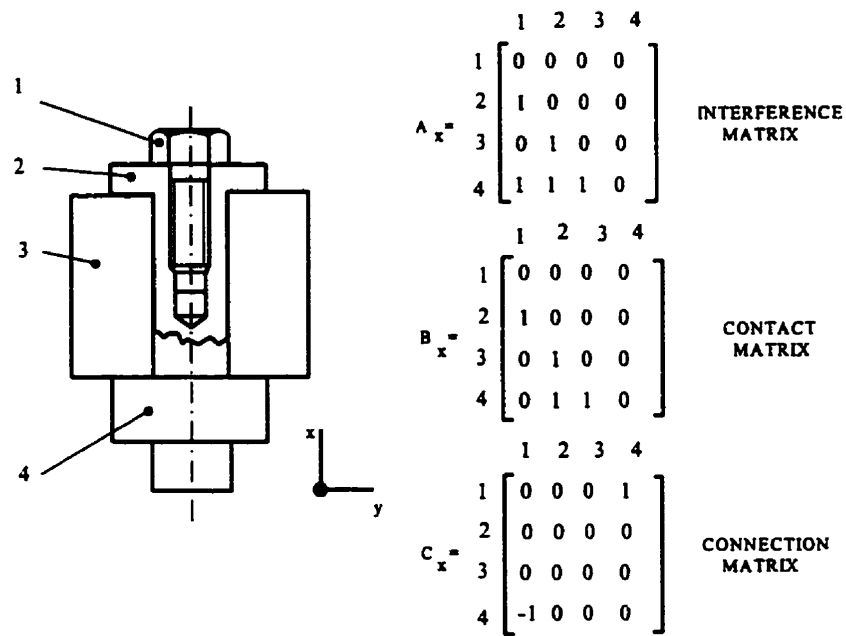 1
2
3
4
x
y
1 2 3 4
1 0 0 0 0
2 1 0 0 0
A x =
3 0 1 0 0
4 1 1 1 0
INTERFERENCE
MATRIX
1 2 3 4
1 0 0 0 0
2 1 0 0 0
B x =
3 0 1 0 0
4 0 1 1 0
CONTACT
MATRIX
1 2 3 4
1 0 0 0 1
2 0 0 0 0
C x =
3 0 0 0 0
4 -1 0 0 0
CONNECTION
MATRIX